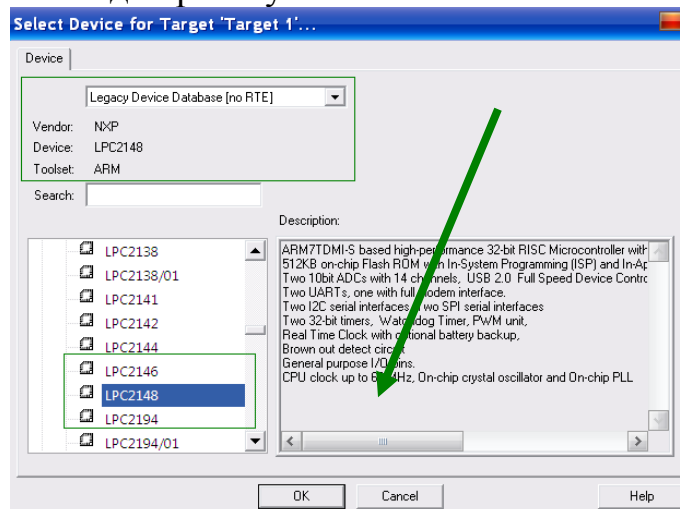 Select Device for Target 'Target 1'...
Device
Legacy Device Database [no RTE]
Vendor: NXP
Device: LPC2148
Toolset: ARM
Search:
Description:
LPC2138
LPC2138/01
LPC2141
LPC2142
LPC2144
LPC2146
LPC2148
LPC2194
LPC2194/01
ARM7TDMI-S based high-performance 32-bit RISC Microcontroller with
512KB on-chip Flash ROM with In-System Programming (ISP) and In-Ap
Two 10bit ADCs with 14 channels, USB 2.0 Full Speed Device Contro
Two UARTs, one with full modem interface.
Two I2C serial interfaces, Two SPI serial interfaces
Two 32-bit timers, Watchdog Timer, PWM unit,
Real Time Clock with optional battery backup,
Brown out detect circuit
General purpose I/O pins.
CPU clock up to MHz, On-chip crystal oscillator and On-chip PLL
OK
Cancel
Help